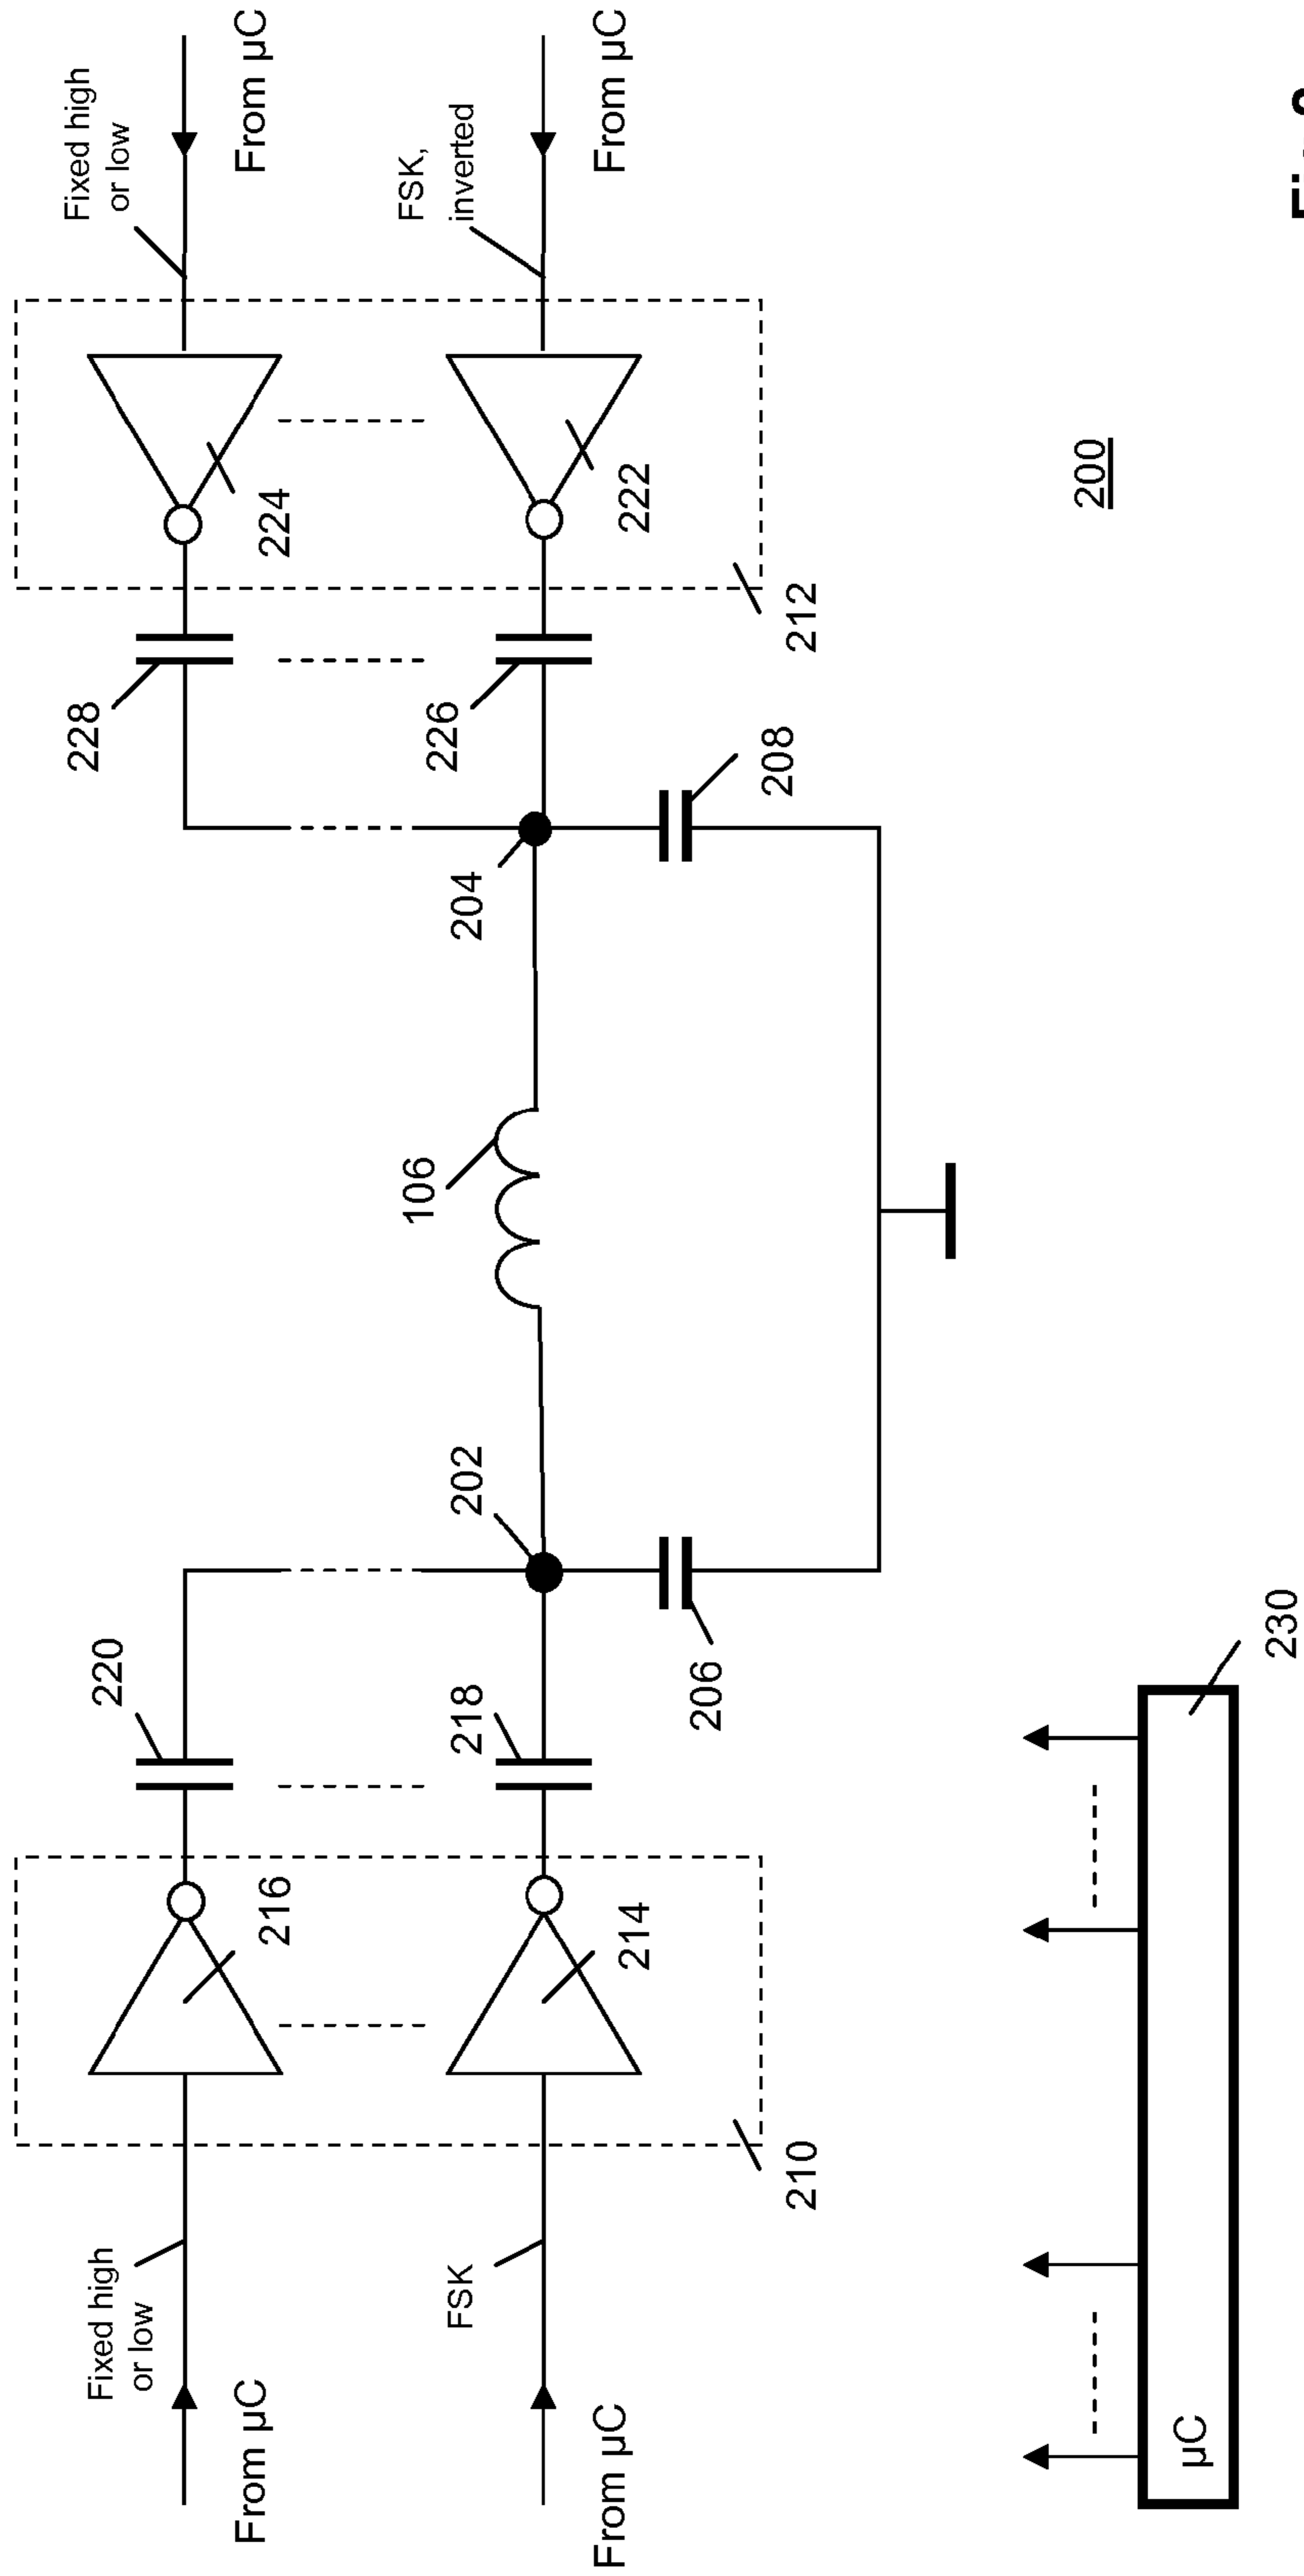 Fixed high
or low
From µC
FSK
From µC
210
216
214
220
218
202
206
106
204
208
228
226
212
224
222
Fixed high
or low
From µC
FSK,
inverted
From µC
µC
230
200